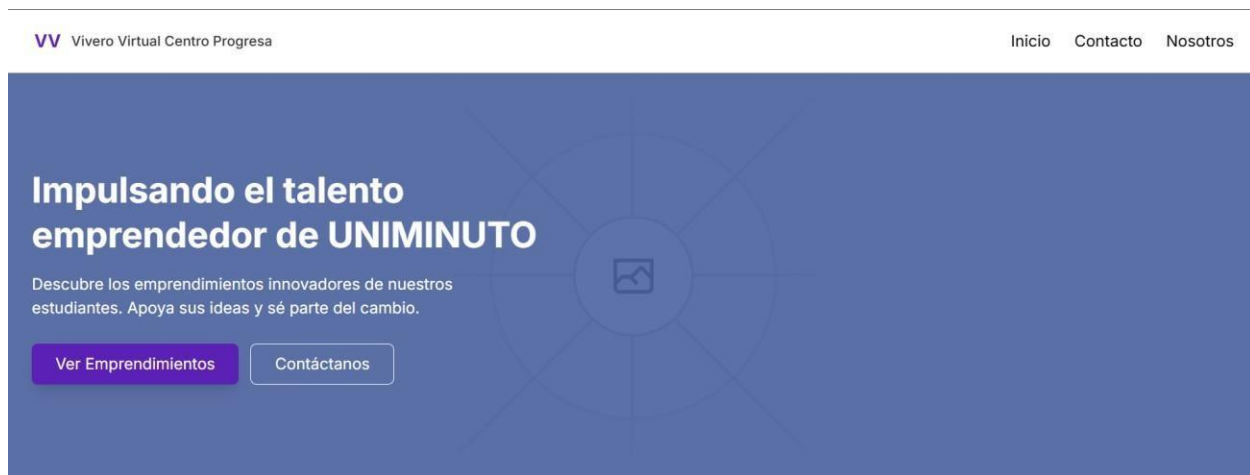 VV Vivero Virtual Centro Progresa
Inicio Contacto Nosotros
Impulsando el talento
emprendedor de UNIMINUTO
Descubre los emprendimientos innovadores de nuestros
estudiantes. Apoya sus ideas y sé parte del cambio.
Ver Emprendimientos
Contáctanos